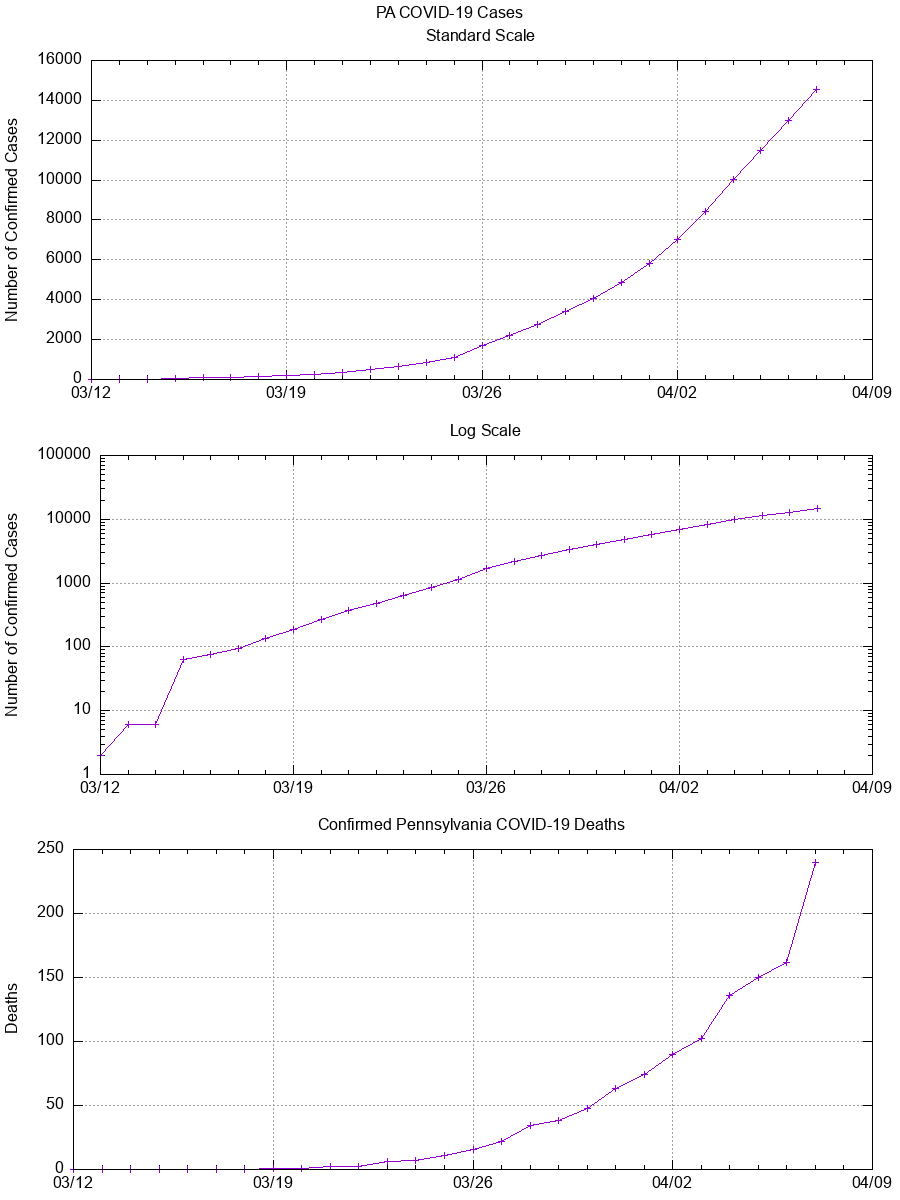 PA COVID-19 Cases
Standard Scale
16000
14000
12000
10000
8000
6000
4000
2000
0
Number of Confirmed Cases
03/12 03/19 03/26 04/02 04/09
Log Scale
100000
10000
1000
100
10
1
Number of Confirmed Cases
03/12 03/19 03/26 04/02 04/09
Confirmed Pennsylvania COVID-19 Deaths
250
200
150
100
50
0
Deaths
03/12 03/19 03/26 04/02 04/09